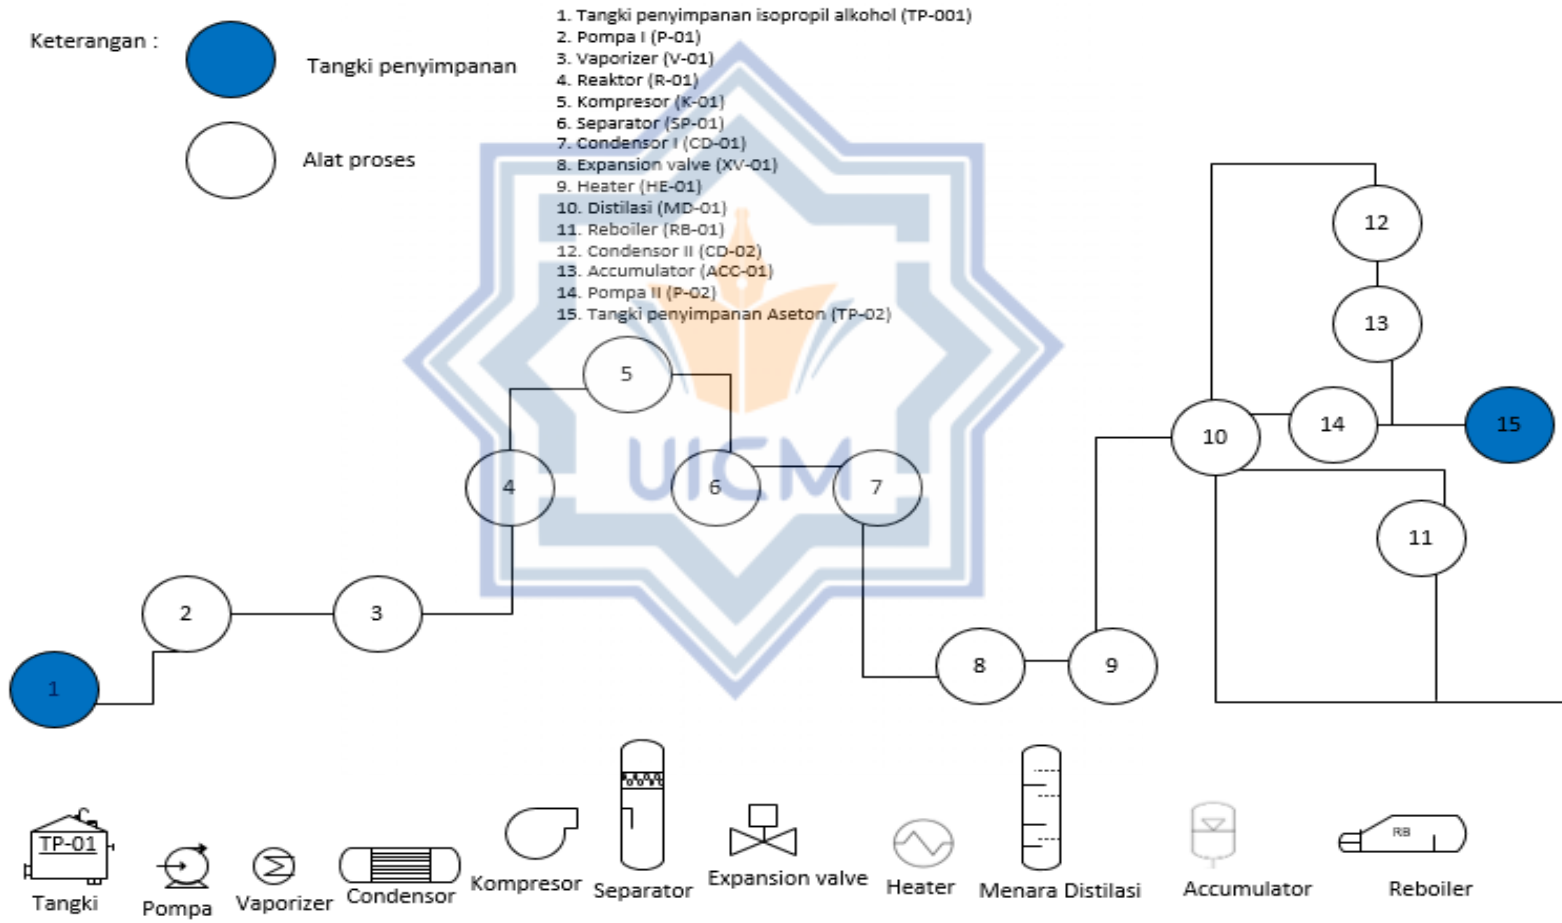 Keterangan :
Tangki penyimpanan
Alat proses
1. Tangki penyimpanan isopropil alkohol (TP-001)
2. Pompa I (P-01)
3. Vaporizer (V-01)
4. Reaktor (R-01)
5. Kompresor (K-01)
6. Separator (SP-01)
7. Condensor I (CD-01)
8. Expansion valve (XV-01)
9. Heater (HE-01)
10. Distilasi (MD-01)
11. Reboiler (RB-01)
12. Condensor II (CD-02)
13. Accumulator (ACC-01)
14. Pompa II (P-02)
15. Tangki penyimpanan Aseton (TP-02)
12
13
5
14
15
10
4
6
UICM
7
11
2
3
1
8
9
TP-01
RB
Tangki
Pompa
Vaporizer
Condensor
Kompresor
Separator
Expansion valve
Heater
Menara Distilasi
Accumulator
Reboiler